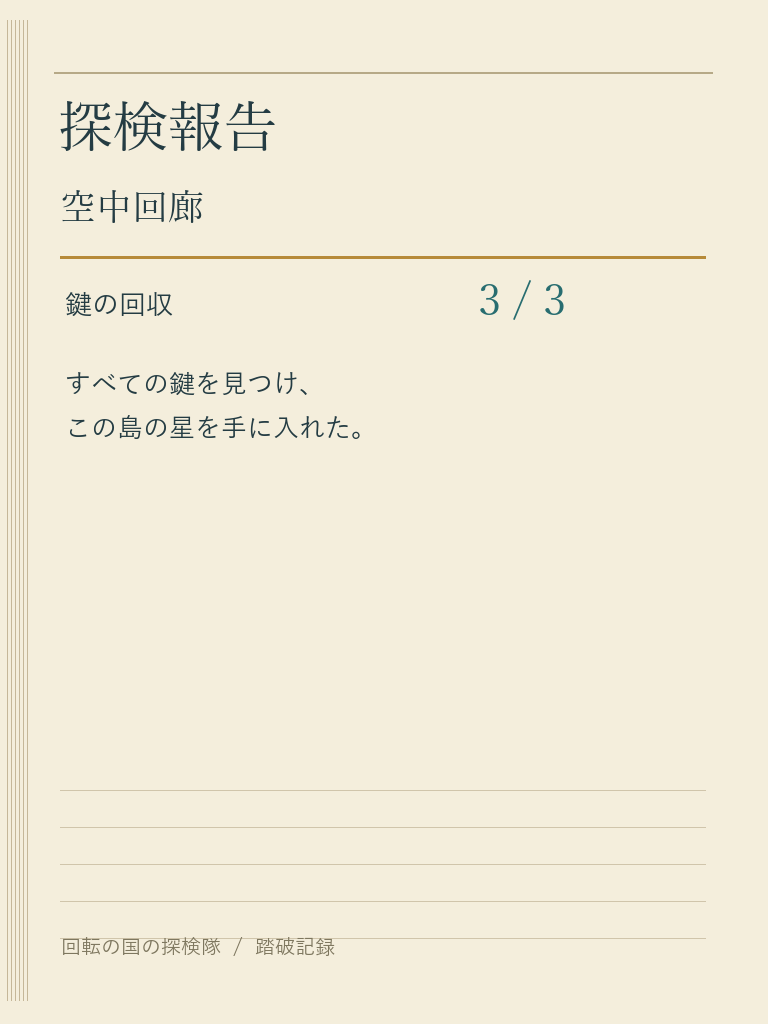 探検報告
空中回廊
鍵の回収 3 / 3
すべての鍵を見つけ、
この島の星を手に入れた。
回転の国の探検隊 / 踏破記録